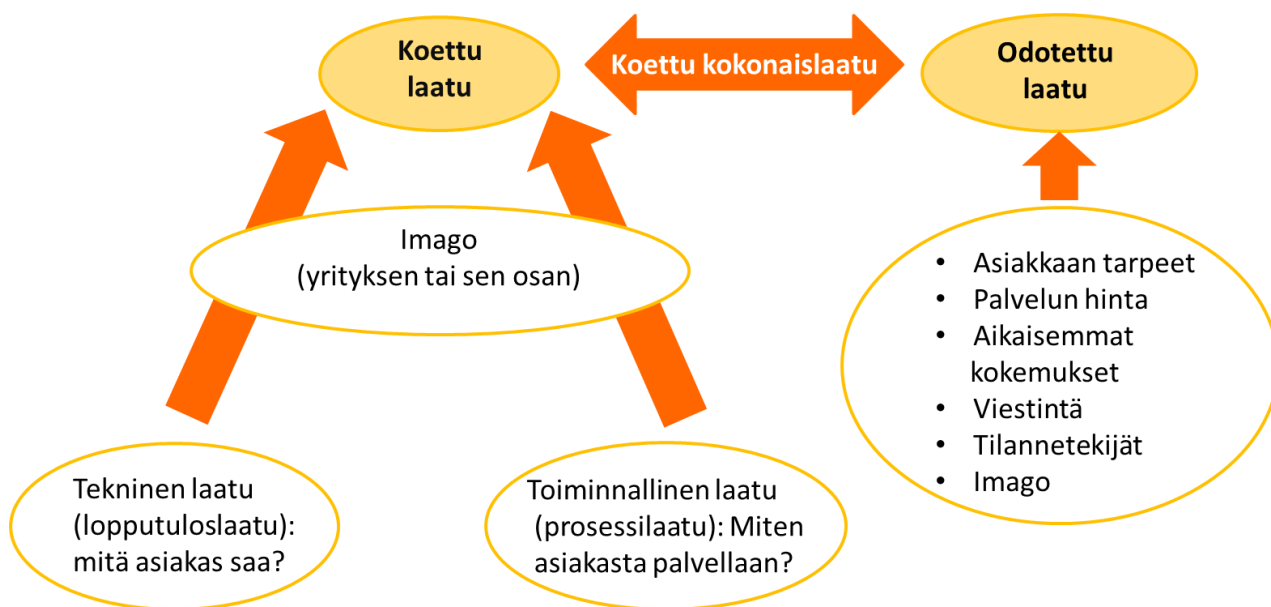 Koettu
laatu
Koettu kokonaislaatu
Odotettu
laatu
Imago
(yrityksen tai sen osan)
• Asiakkaan tarpeet
• Palvelun hinta
• Aikaisemmat
kokemukset
• Viestintä
• Tilannetekijät
• Imago
Tekninen laatu
(lopputuloslaatu):
mitä asiakas saa?
Toiminnallinen laatu
(prosessilaatu): Miten
asiakasta palvellaan?